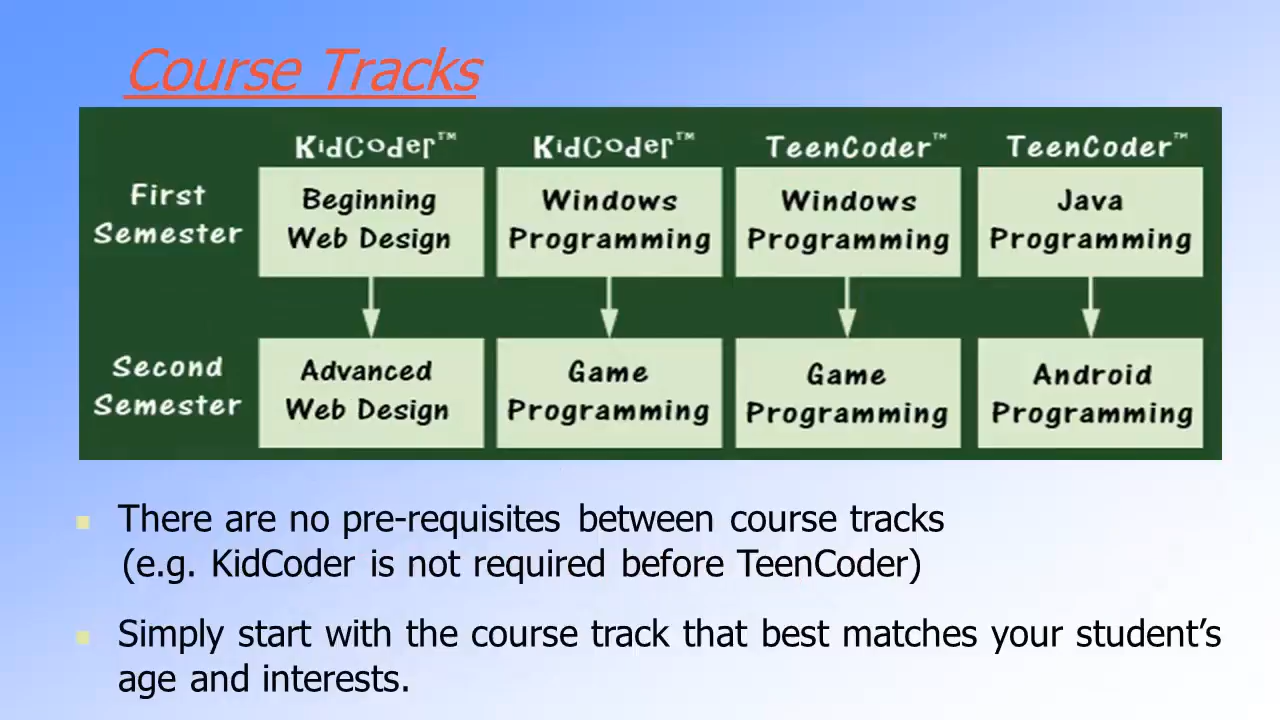 Course Tracks
KidCoder™ KidCoder™ TeenCoder™ TeenCoder™
First Beginning Windows Windows Java
Semester Web Design Programming Programming Programming
Second Advanced Game Game Android
Semester Web Design Programming Programming Programming
There are no pre-requisites between course tracks
(e.g. KidCoder is not required before TeenCoder)
Simply start with the course track that best matches your student’s
age and interests.